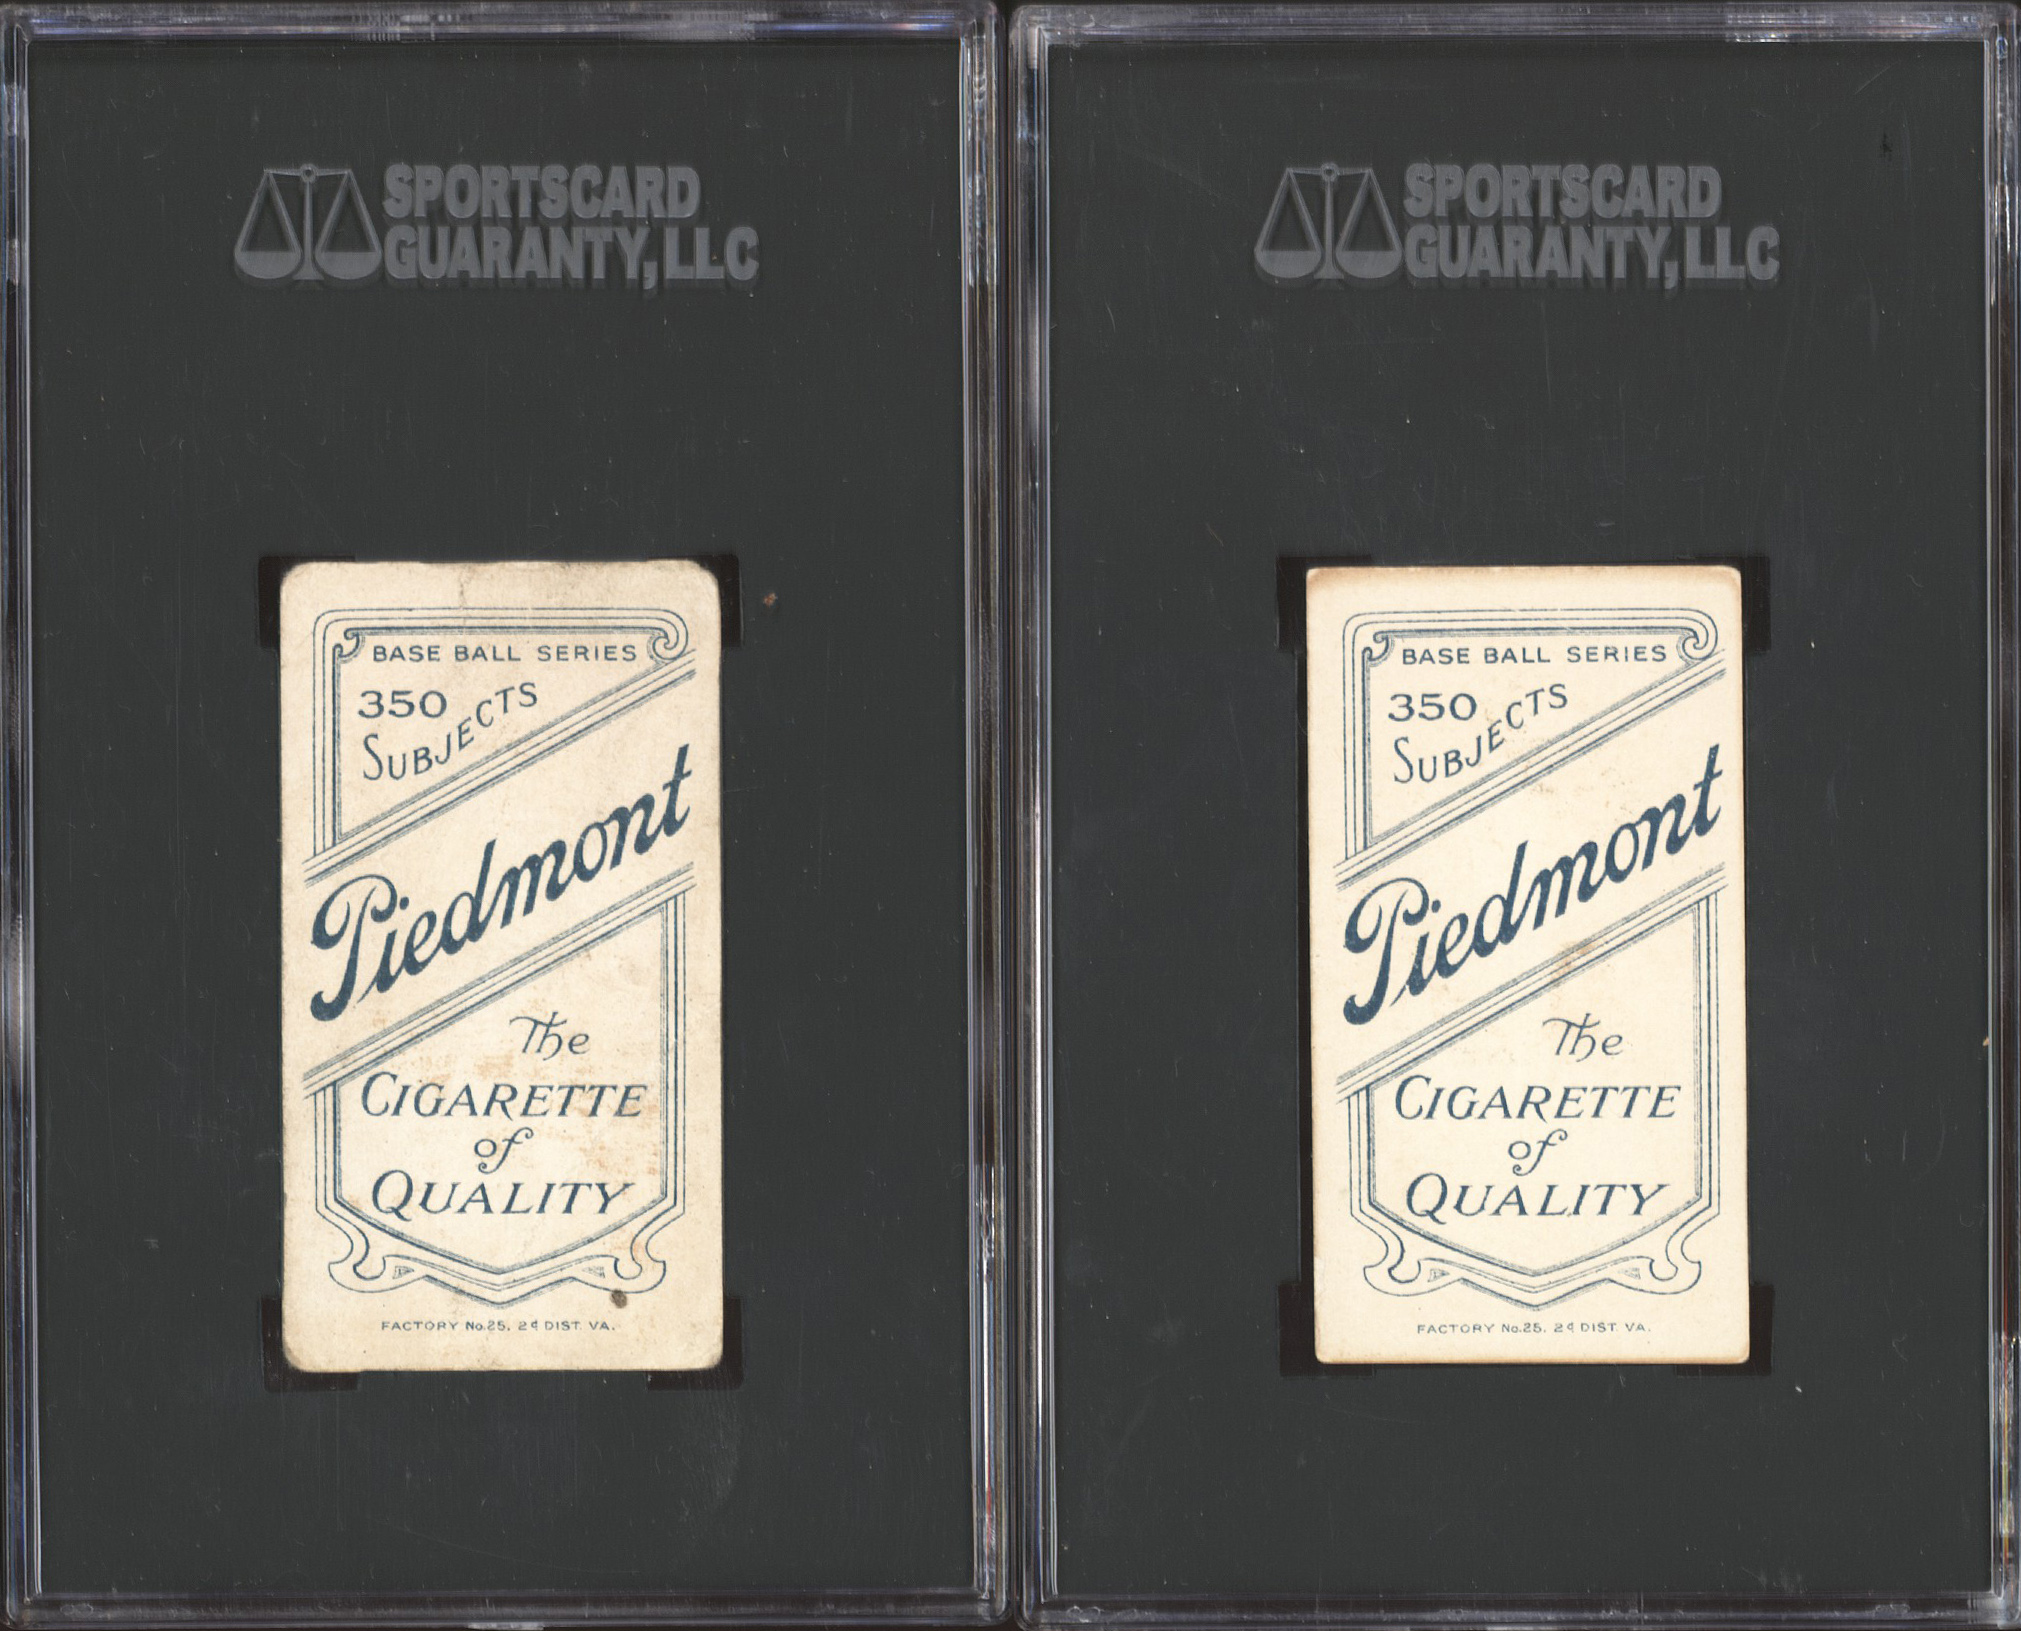 SPORTSCARD
GUARANTY, LLC
BASE BALL SERIES
350
SUBJECTS
Piedmont
The
CIGARETTE
of
QUALITY
FACTORY No.25, 2d DIST. VA.
SPORTSCARD
GUARANTY, LLC
BASE BALL SERIES
350
SUBJECTS
Piedmont
The
CIGARETTE
of
QUALITY
FACTORY No.25, 2d DIST. VA.